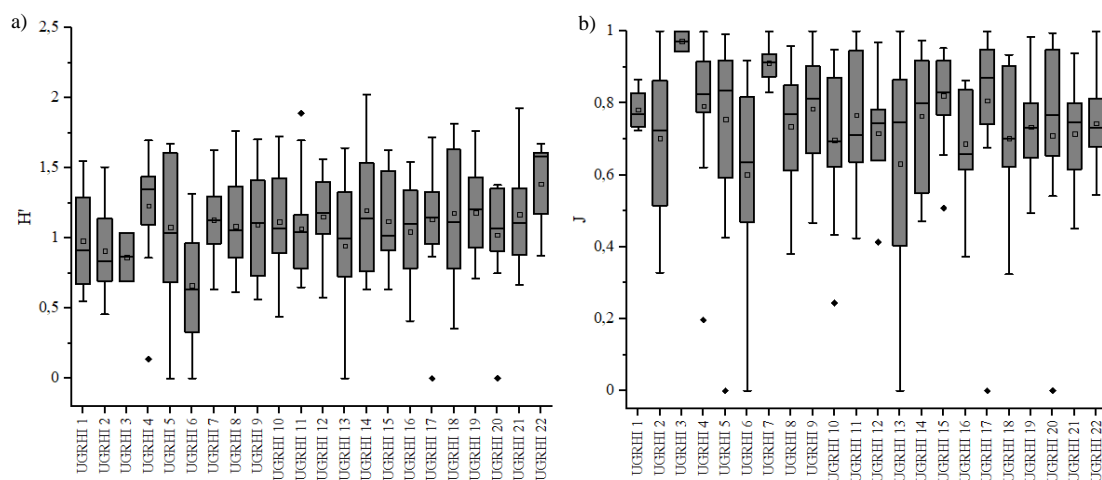 a)
H'
2,5
2
1,5
1
0,5
0
UGRHI 1
UGRHI 2
UGRHI 3
UGRHI 4
UGRHI 5
UGRHI 6
UGRHI 7
UGRHI 8
UGRHI 9
UGRHI 10
UGRHI 11
UGRHI 12
UGRHI 13
UGRHI 14
UGRHI 15
UGRHI 16
UGRHI 17
UGRHI 18
UGRHI 19
UGRHI 20
UGRHI 21
UGRHI 22
b)
J
1
0,8
0,6
0,4
0,2
0
UGRHI 1
UGRHI 2
UGRHI 3
UGRHI 4
UGRHI 5
UGRHI 6
UGRHI 7
UGRHI 8
UGRHI 9
UGRHI 10
UGRHI 11
UGRHI 12
UGRHI 13
UGRHI 14
UGRHI 15
UGRHI 16
UGRHI 17
UGRHI 18
UGRHI 19
UGRHI 20
UGRHI 21
UGRHI 22